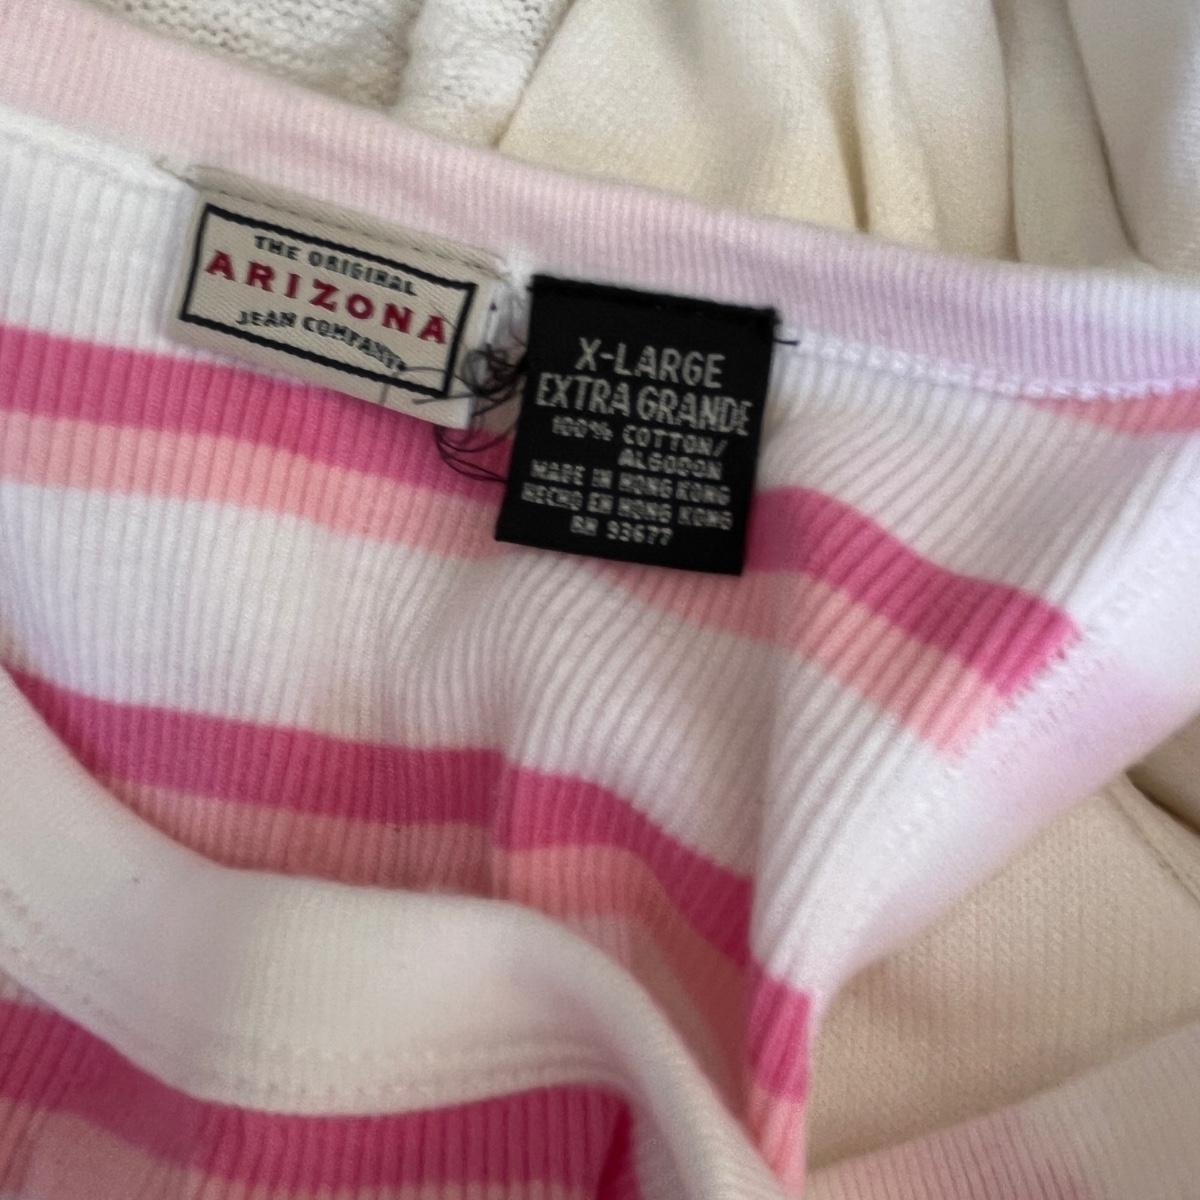 THE ORIGINAL
ARIZONA
JEAN COMPANY
X-LARGE
EXTRA GRANDE
100% COTTON/
ALGODON
MADE IN HONG KONG
HECHO EN HONG KONG
RN 93677